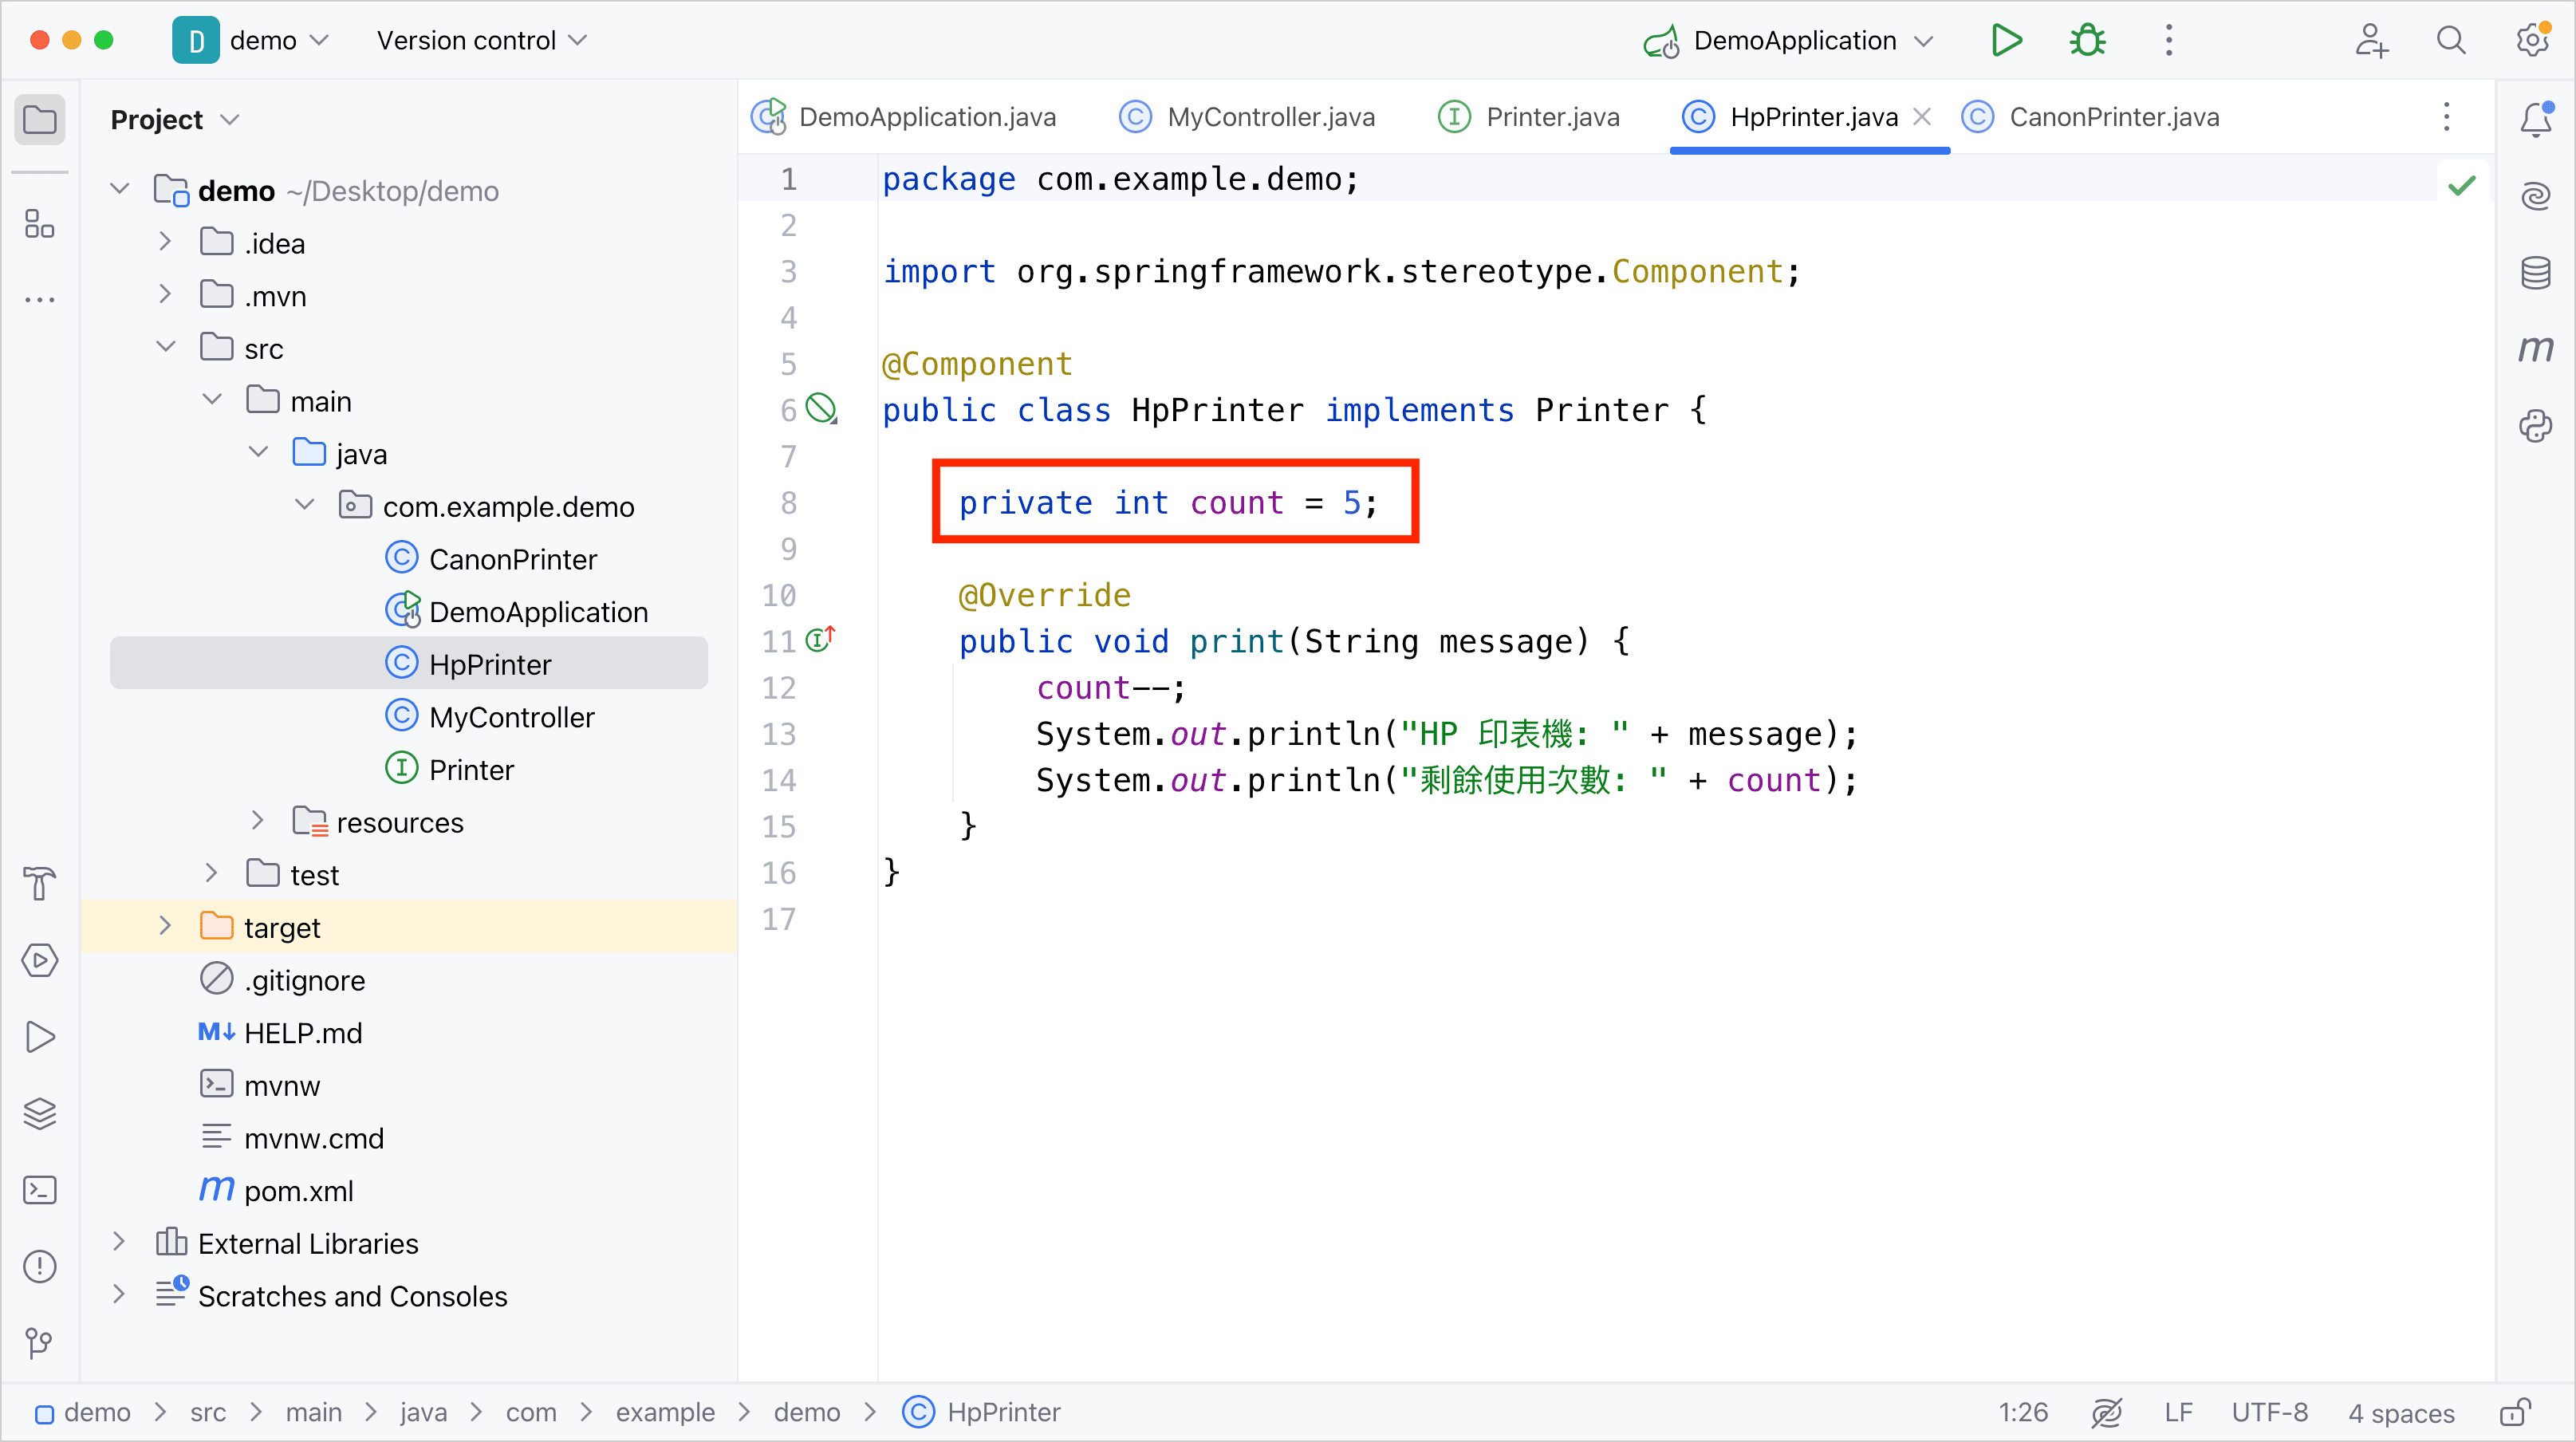 D demo Version control DemoApplication
Project
DemoApplication.java MyController.java Printer.java HpPrinter.java CanonPrinter.java
demo ~/Desktop/demo
.idea
.mvn
src
main
java
com.example.demo
CanonPrinter
DemoApplication
HpPrinter
MyController
Printer
resources
test
target
.gitignore
HELP.md
mvnw
mvnw.cmd
pom.xml
External Libraries
Scratches and Consoles
1 package com.example.demo;
2
3 import org.springframework.stereotype.Component;
4
5 @Component
6 public class HpPrinter implements Printer {
7
8 private int count = 5;
9
10 @Override
11 public void print(String message) {
12 count--;
13 System.out.println("HP 印表機: " + message);
14 System.out.println("剩餘使用次數: " + count);
15 }
16 }
17
demo > src > main > java > com > example > demo > HpPrinter
1:26 LF UTF-8 4 spaces